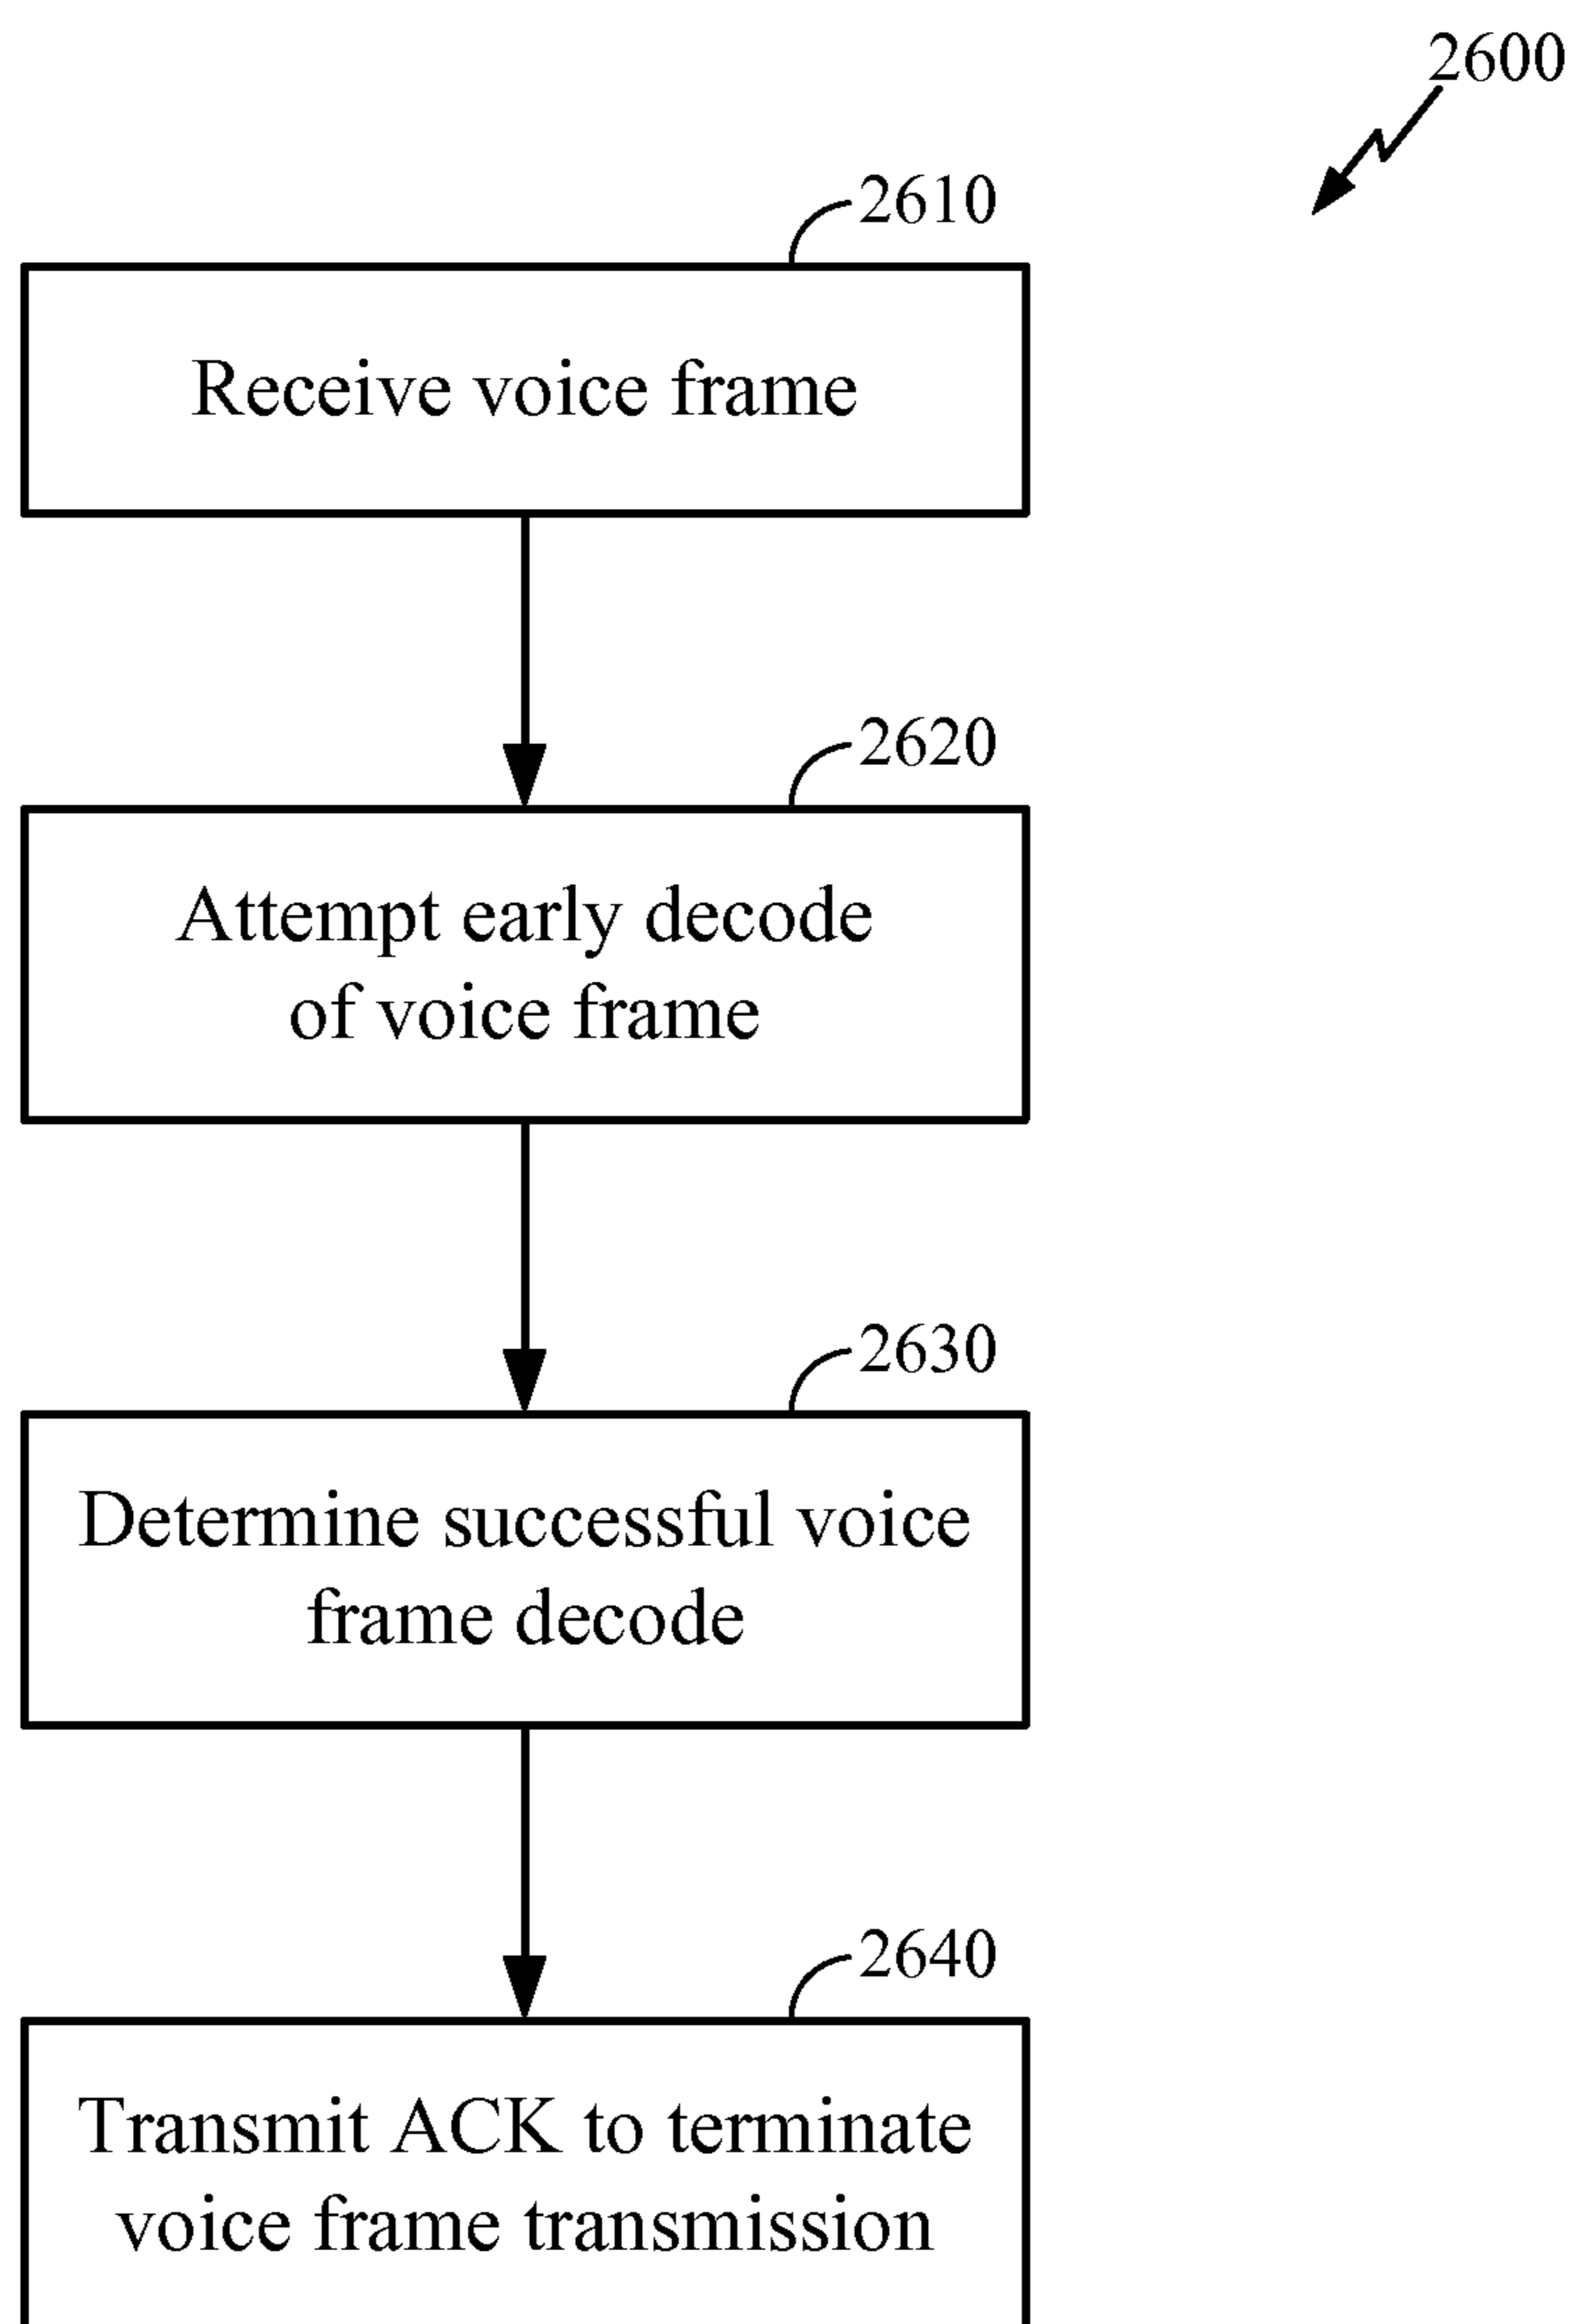 2600
2610
Receive voice frame
2620
Attempt early decode
of voice frame
2630
Determine successful voice
frame decode
2640
Transmit ACK to terminate
voice frame transmission